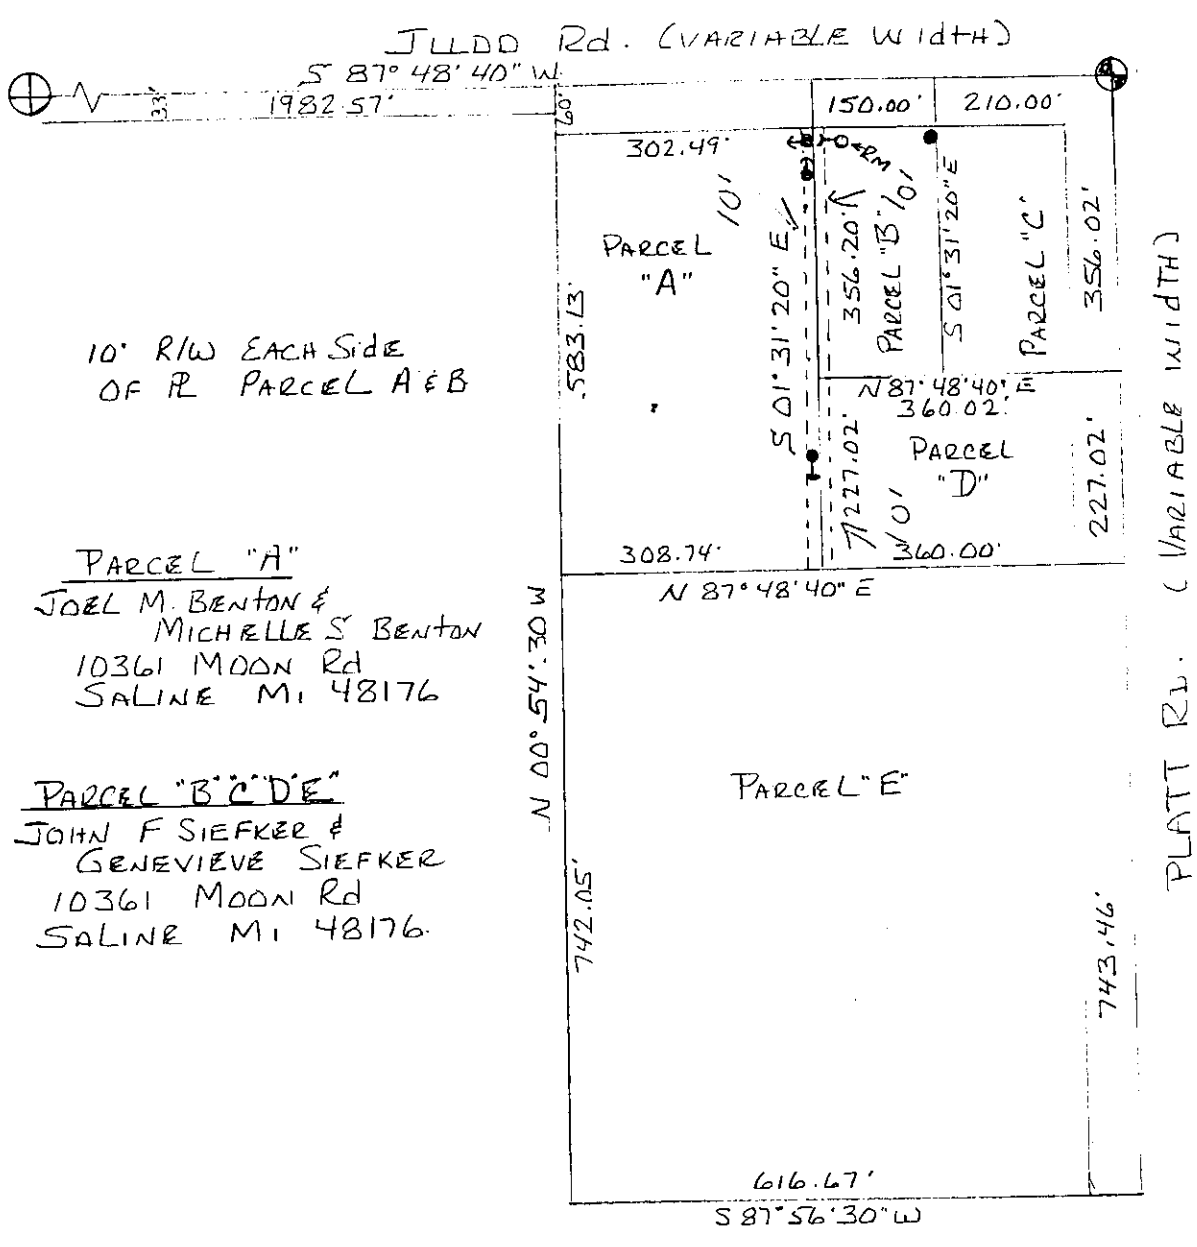 JUDD Rd. (VARIABLE WIdtH)
S 87° 48' 40" W.
33'
1982.57'
60'
150.00'
210.00'
302.49'
RM
10'
10'
PARCEL
"A"
S 01° 31' 20" E
356.20'
PARCEL "B"
S 01° 31' 20" E
PARCEL "C"
356.02'
583.13'
10' R/W EACH SidE
OF PL PARCEL A & B
N 87° 48' 40" E
360.02'
PARCEL
"D"
227.02'
10'
227.02'
308.74'
360.00'
N 87° 48' 40" E
PLATT RD. (VARIABLE WIdTH)
PARCEL "A"
JOEL M. BENTON &
MICHELLE S BENTON
10361 MOON Rd
SALINE MI 48176
N 00° 54' 30 W
PARCEL "B" "C" "D" "E"
JOHN F SIEFKER &
GENEVIEVE SIEFKER
10361 MOON Rd
SALINE MI 48176.
PARCEL "E"
742.05'
743.46'
616.67'
S 87° 56' 30" W